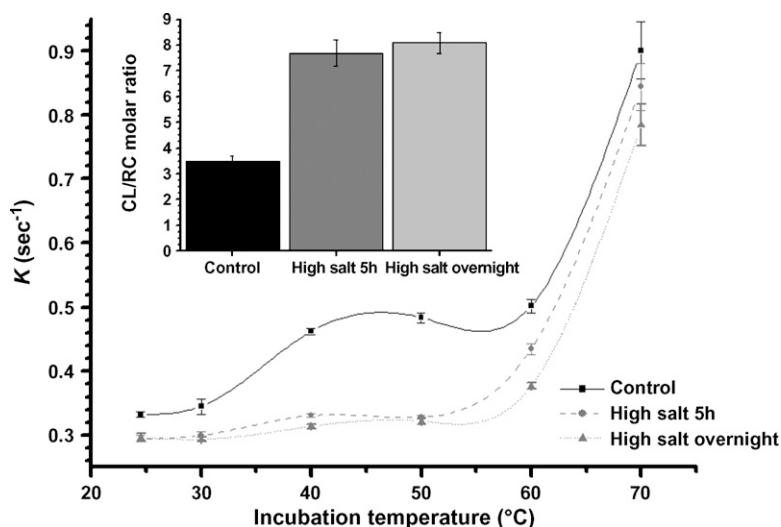 9
8
7
6
5
4
3
2
1
0
CL/RC molar ratio
Control
High salt 5h
High salt overnight
0.9
0.8
0.7
0.6
0.5
0.4
0.3
K (sec⁻¹)
Control
High salt 5h
High salt overnight
20
30
40
50
60
70
Incubation temperature (°C)